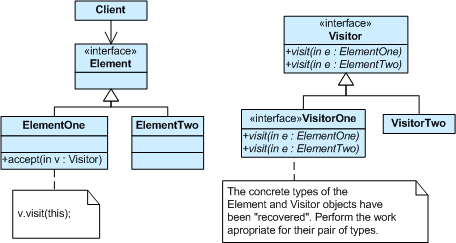 Client
«interface»
Element
ElementOne
+accept(in v : Visitor)
ElementTwo
v.visit(this);
«interface»
Visitor
+visit(in e : ElementOne)
+visit(in e : ElementTwo)
«interface»VisitorOne
+visit(in e : ElementOne)
+visit(in e : ElementTwo)
VisitorTwo
The concrete types of the
Element and Visitor objects have
been "recovered". Perform the work
apropriate for their pair of types.